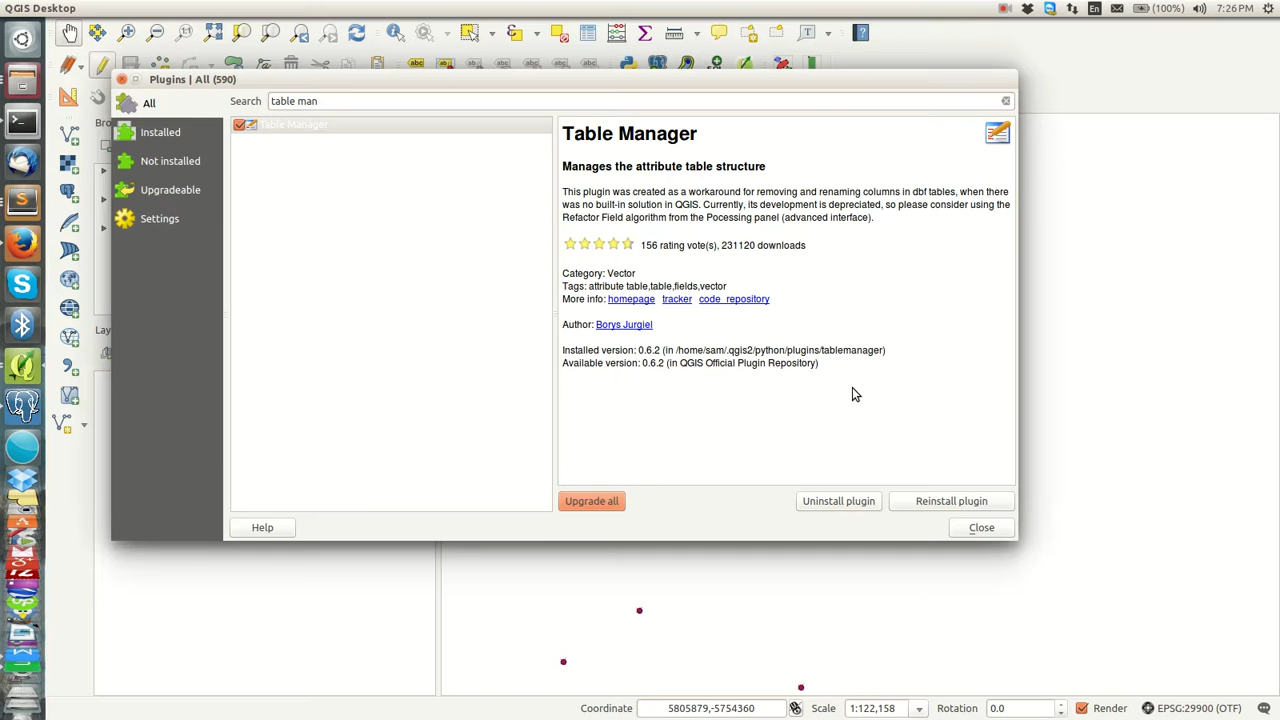 QGIS Desktop
En
(100%)
7:26 PM
Plugins | All (590)
All
Search
table man
Table Manager
Installed
Not installed
Upgradeable
Settings
Table Manager
Manages the attribute table structure
This plugin was created as a workaround for removing and renaming columns in dbf tables, when there
was no built-in solution in QGIS. Currently, its development is depreciated, so please consider using the
Refactor Field algorithm from the Pocessing panel (advanced interface).
156 rating vote(s), 231120 downloads
Category: Vector
Tags: attribute table,table,fields,vector
More info: homepage tracker code_repository
Author: Borys Jurgiel
Installed version: 0.6.2 (in /home/sam/.qgis2/python/plugins/tablemanager)
Available version: 0.6.2 (in QGIS Official Plugin Repository)
Upgrade all
Uninstall plugin
Reinstall plugin
Help
Close
Bro
Lay
Coordinate
5805879,-5754360
Scale
1:122,158
Rotation
0.0
Render
EPSG:29900 (OTF)